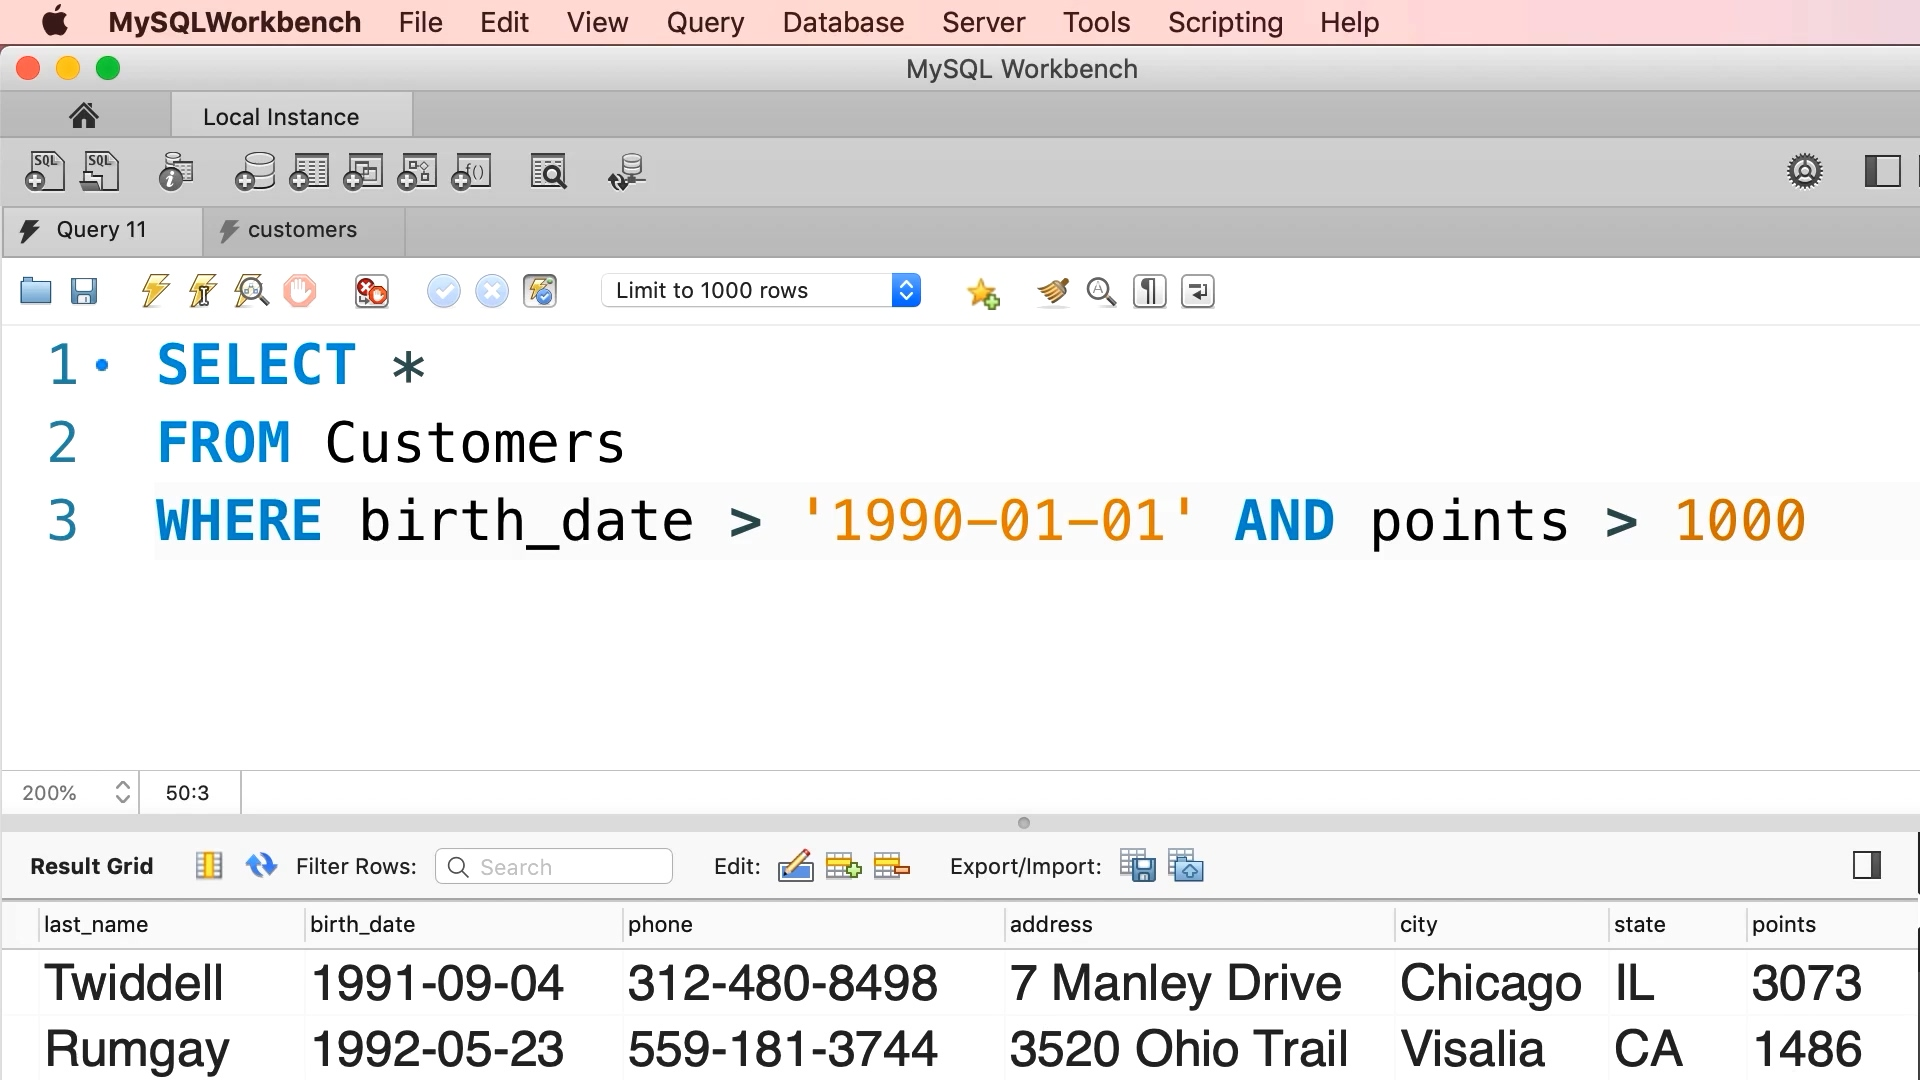 MySQLWorkbench File Edit View Query Database Server Tools Scripting Help
MySQL Workbench
Local Instance
SQL SQL i f()
Query 11 customers
Limit to 1000 rows
1 SELECT *
2 FROM Customers
3 WHERE birth_date > '1990-01-01' AND points > 1000
200% 50:3
Result Grid Filter Rows: Search Edit: Export/Import:
last_name birth_date phone address city state points
Twiddell 1991-09-04 312-480-8498 7 Manley Drive Chicago IL 3073
Rumgay 1992-05-23 559-181-3744 3520 Ohio Trail Visalia CA 1486